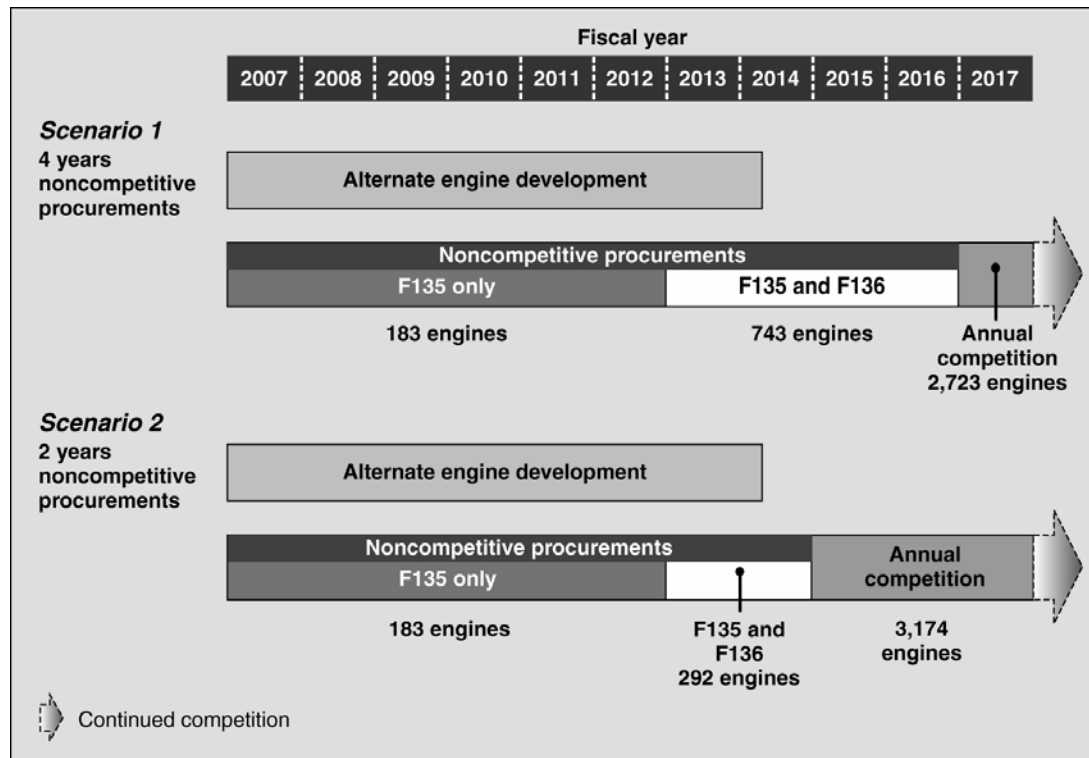 Fiscal year
2007 2008 2009 2010 2011 2012 2013 2014 2015 2016 2017
Scenario 1
4 years
noncompetitive
procurements
Alternate engine development
Noncompetitive procurements
F135 only
F135 and F136
183 engines
743 engines
Annual
competition
2,723 engines
Scenario 2
2 years
noncompetitive
procurements
Alternate engine development
Noncompetitive procurements
F135 only
Annual
competition
183 engines
F135 and
F136
292 engines
3,174
engines
Continued competition